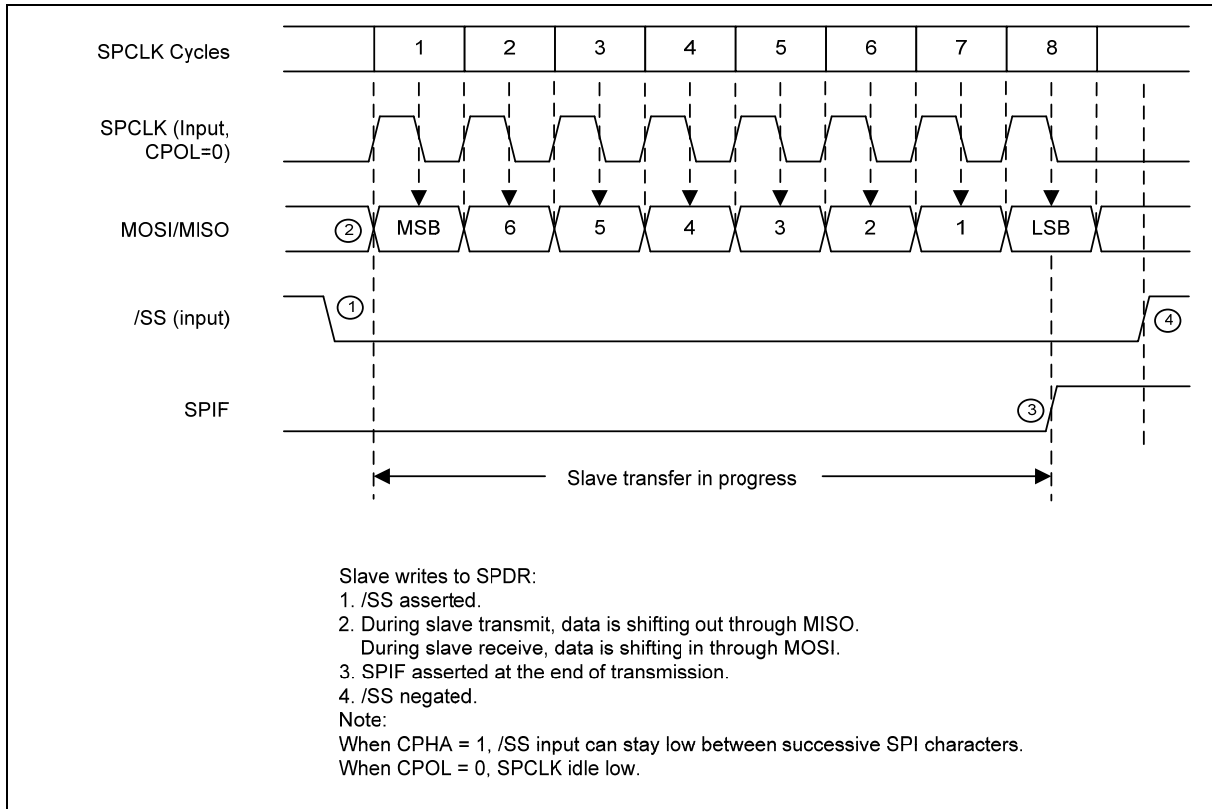 SPCLK Cycles
1 2 3 4 5 6 7 8
SPCLK (Input,
CPOL=0)
MOSI/MISO
2 MSB 6 5 4 3 2 1 LSB
/SS (input)
1
4
SPIF
3
Slave transfer in progress
Slave writes to SPDR:
1. /SS asserted.
2. During slave transmit, data is shifting out through MISO.
During slave receive, data is shifting in through MOSI.
3. SPIF asserted at the end of transmission.
4. /SS negated.
Note:
When CPHA = 1, /SS input can stay low between successive SPI characters.
When CPOL = 0, SPCLK idle low.